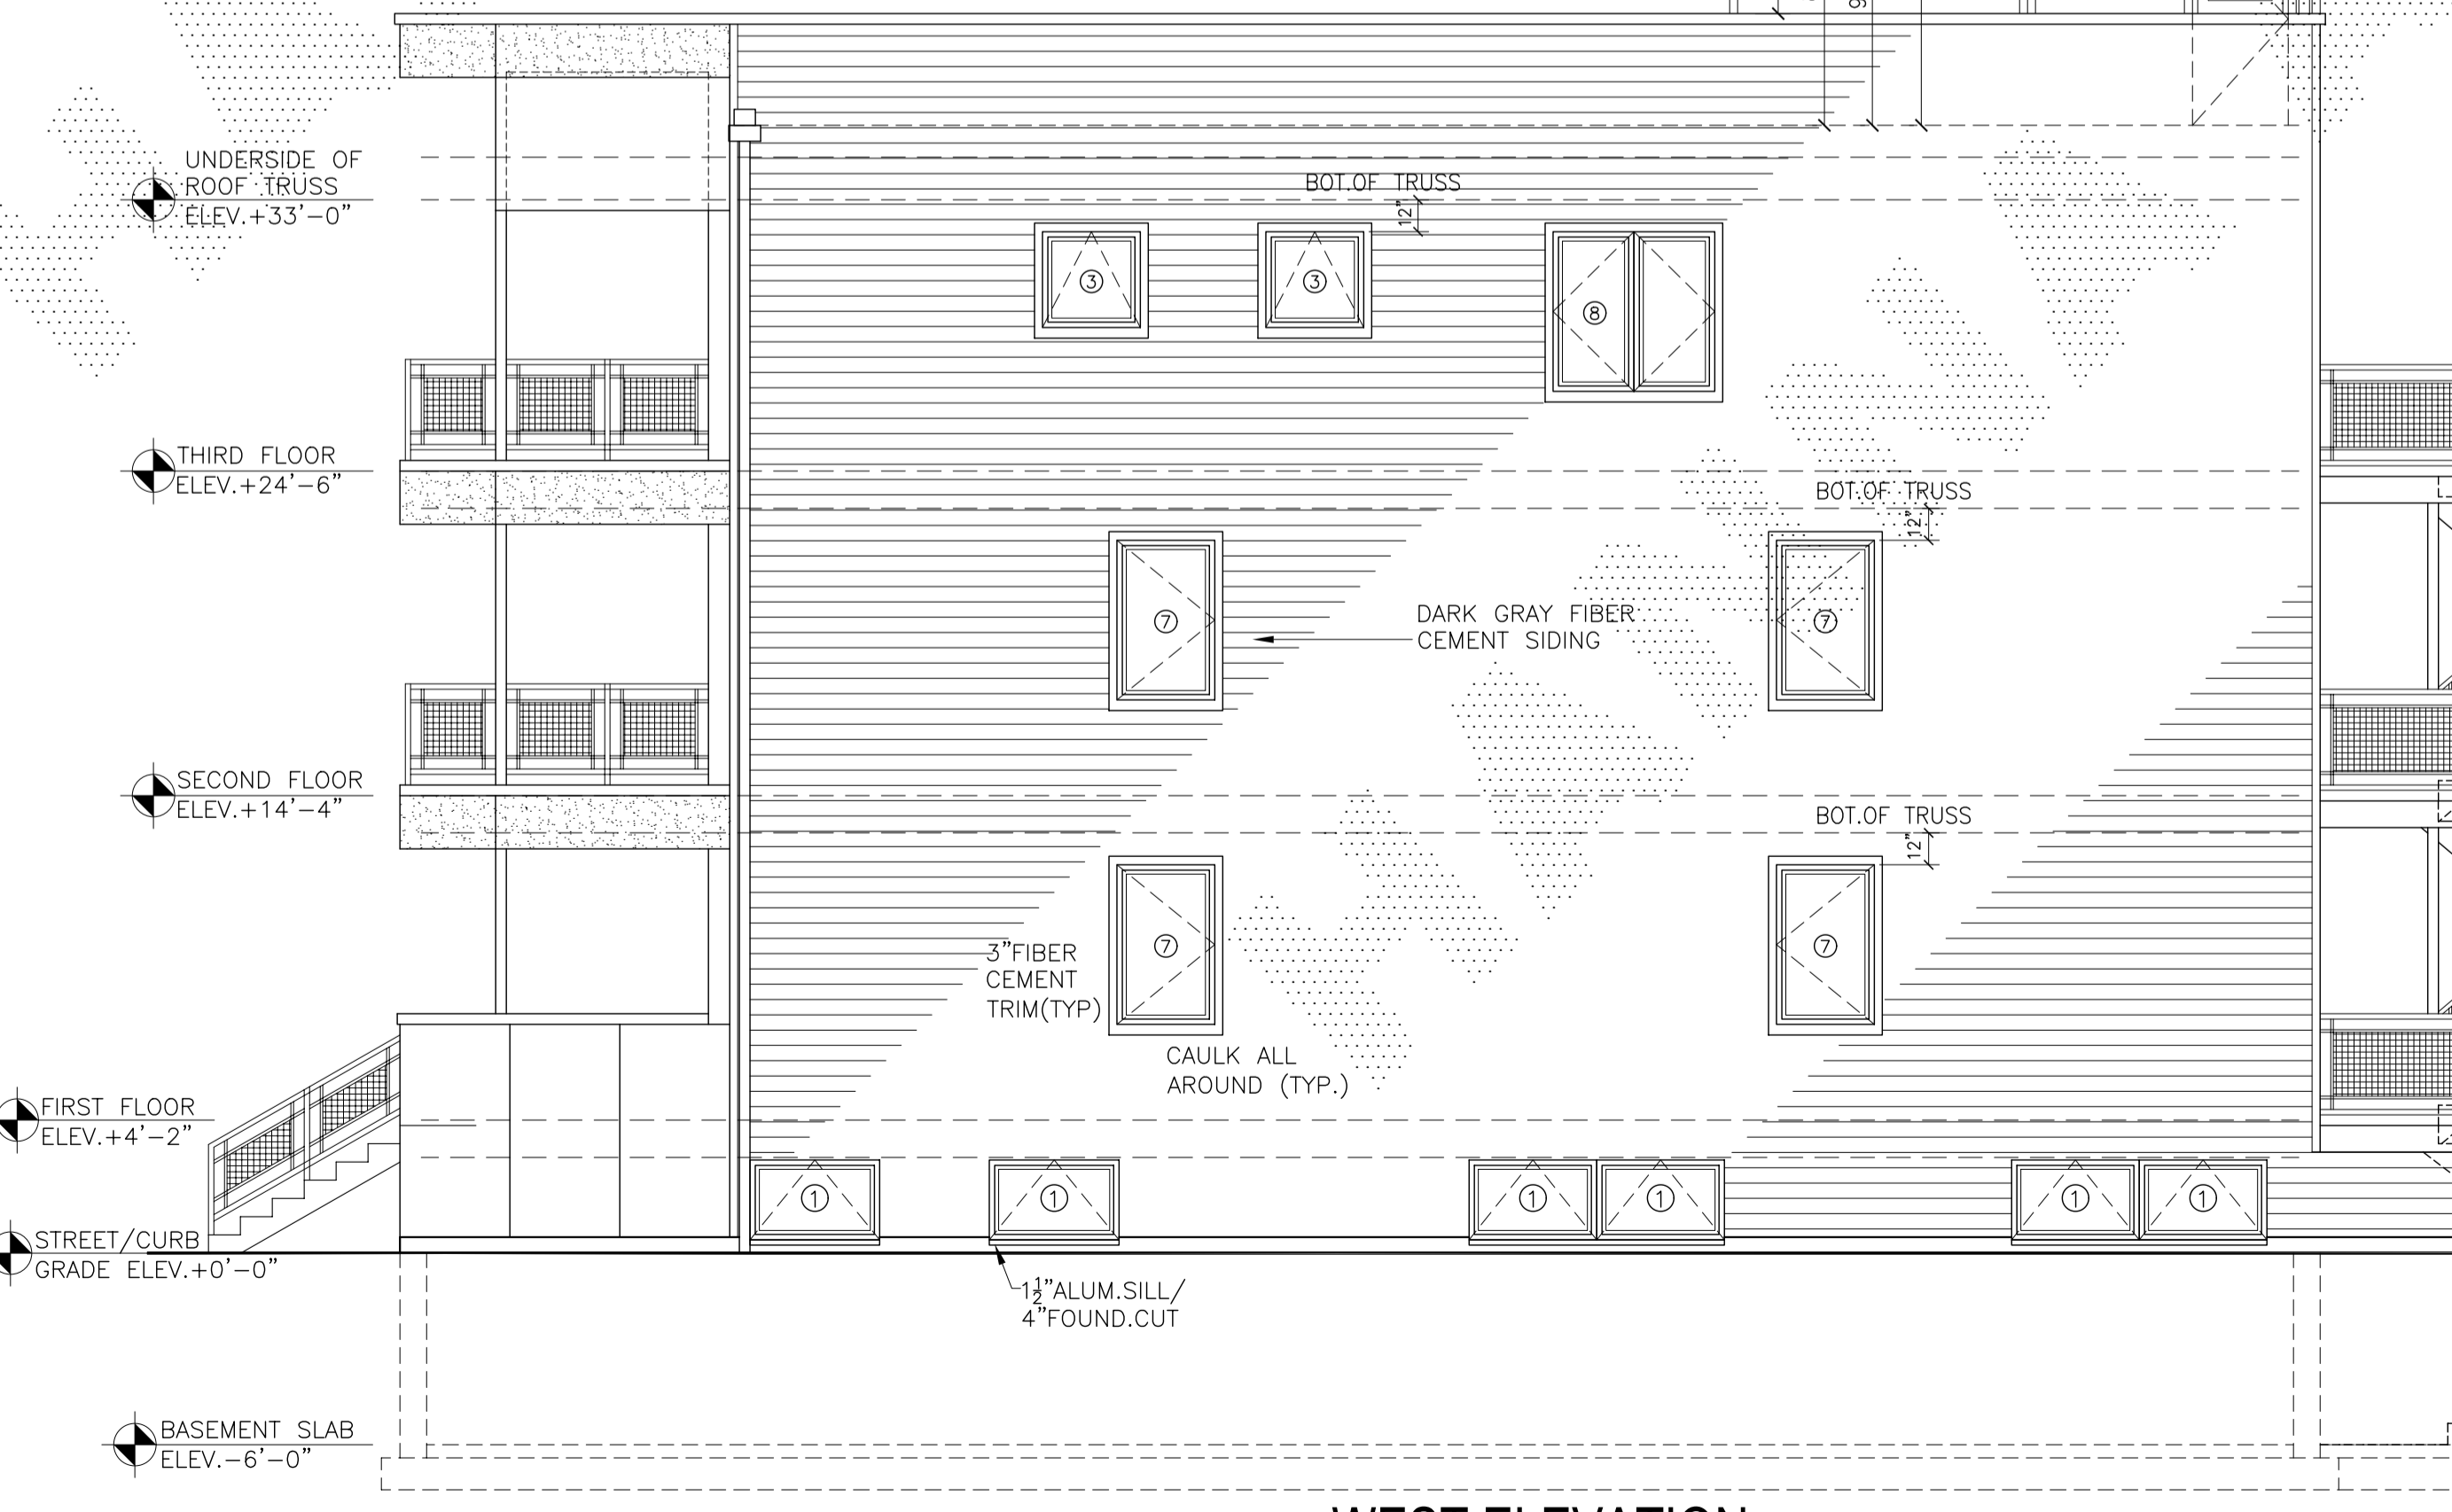 9
UNDERSIDE OF
ROOF TRUSS
ELEV.+33'-0"
BOT.OF TRUSS
12"
3
3
8
THIRD FLOOR
ELEV.+24'-6"
BOT.OF TRUSS
12"
DARK GRAY FIBER
CEMENT SIDING
7
7
SECOND FLOOR
ELEV.+14'-4"
BOT.OF TRUSS
12"
7
7
3"FIBER
CEMENT
TRIM(TYP)
CAULK ALL
AROUND (TYP.)
FIRST FLOOR
ELEV.+4'-2"
1
1
1
1
1
1
STREET/CURB
GRADE ELEV.+0'-0"
1½"ALUM.SILL/
4"FOUND.CUT
BASEMENT SLAB
ELEV.-6'-0"
WEST ELEVATION